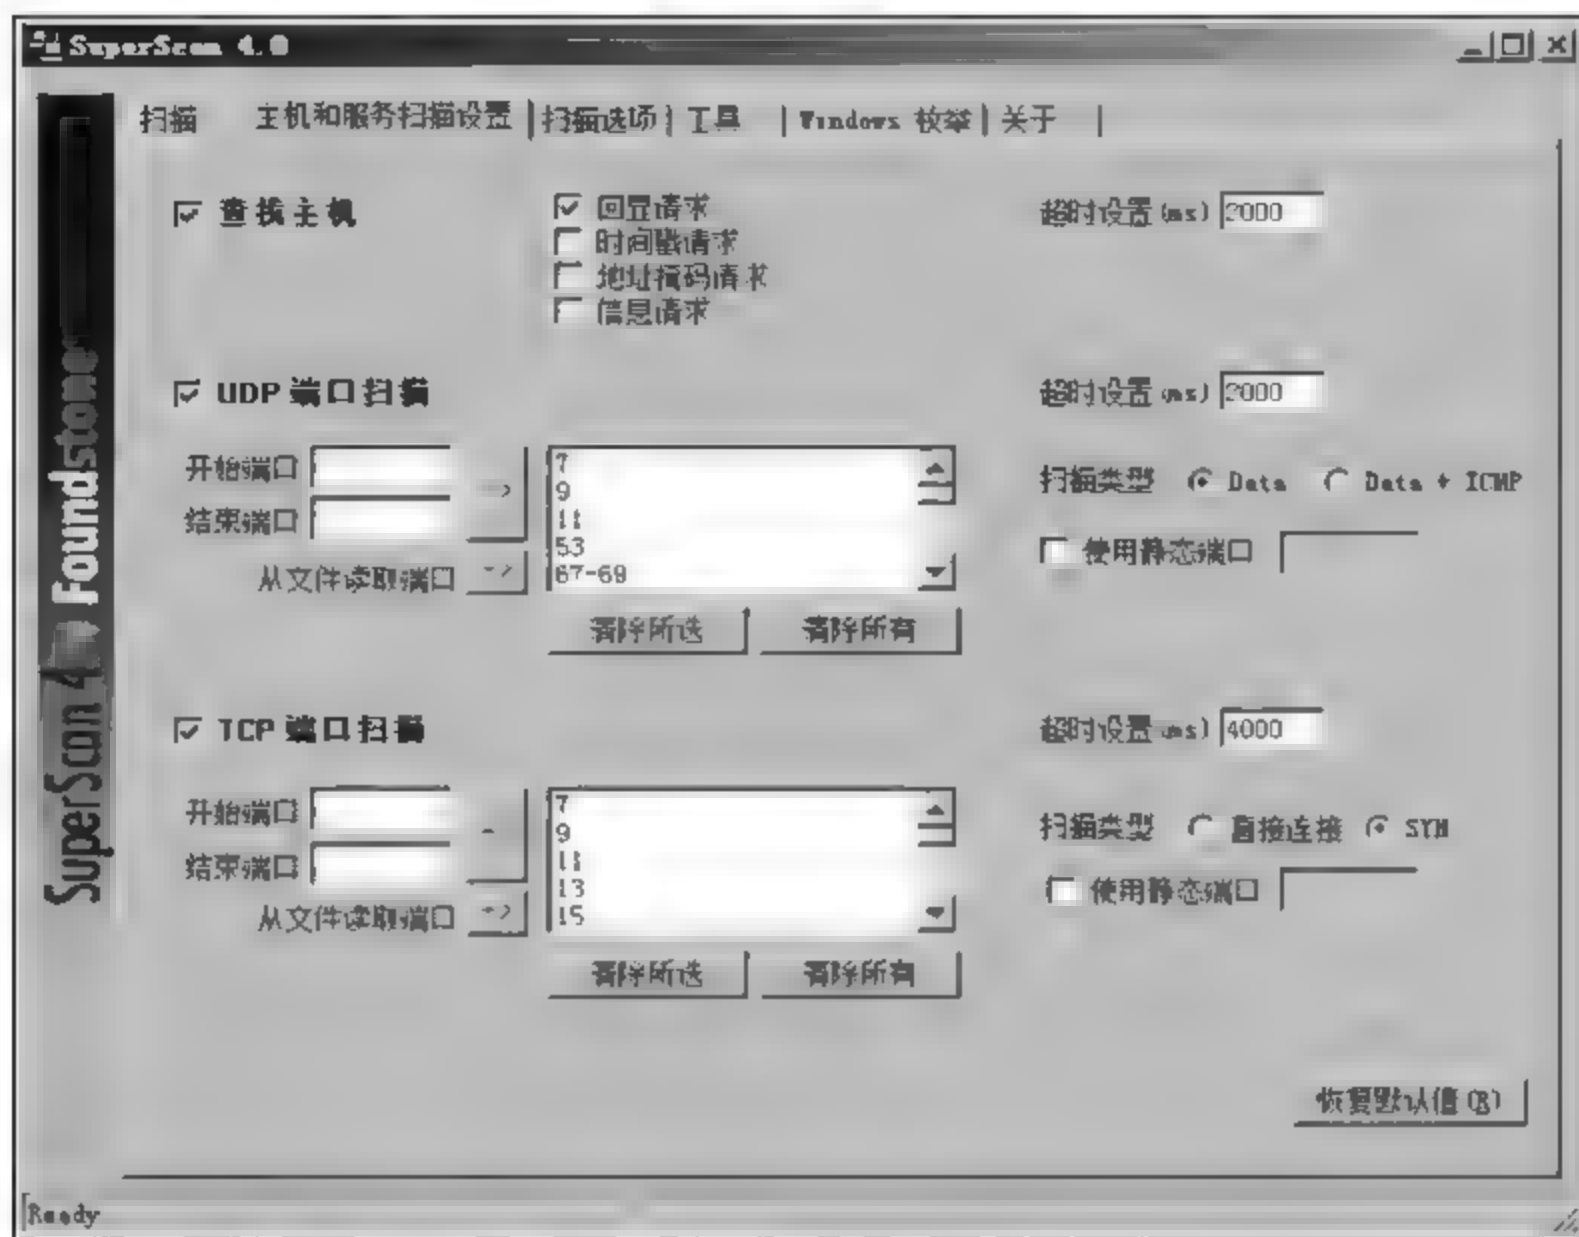 SuperScan 4.0
扫描 主机和服务扫描设置 扫描选项 工具 Windows 枚举 关于
查找主机
回显请求
时间戳请求
地址掩码请求
信息请求
超时设置(ms) 2000
UDP 端口扫描
超时设置(ms) 2000
开始端口
结束端口
从文件读取端口 ->
->
7
9
11
53
67-69
扫描类型 Data Data + ICMP
使用静态端口
清除所选 清除所有
TCP 端口扫描
超时设置(ms) 4000
开始端口
结束端口
从文件读取端口 ->
7
9
11
13
15
扫描类型 直接连接 SYN
使用静态端口
清除所选 清除所有
恢复默认值(R)
Ready
SuperScan 4 Foundstone